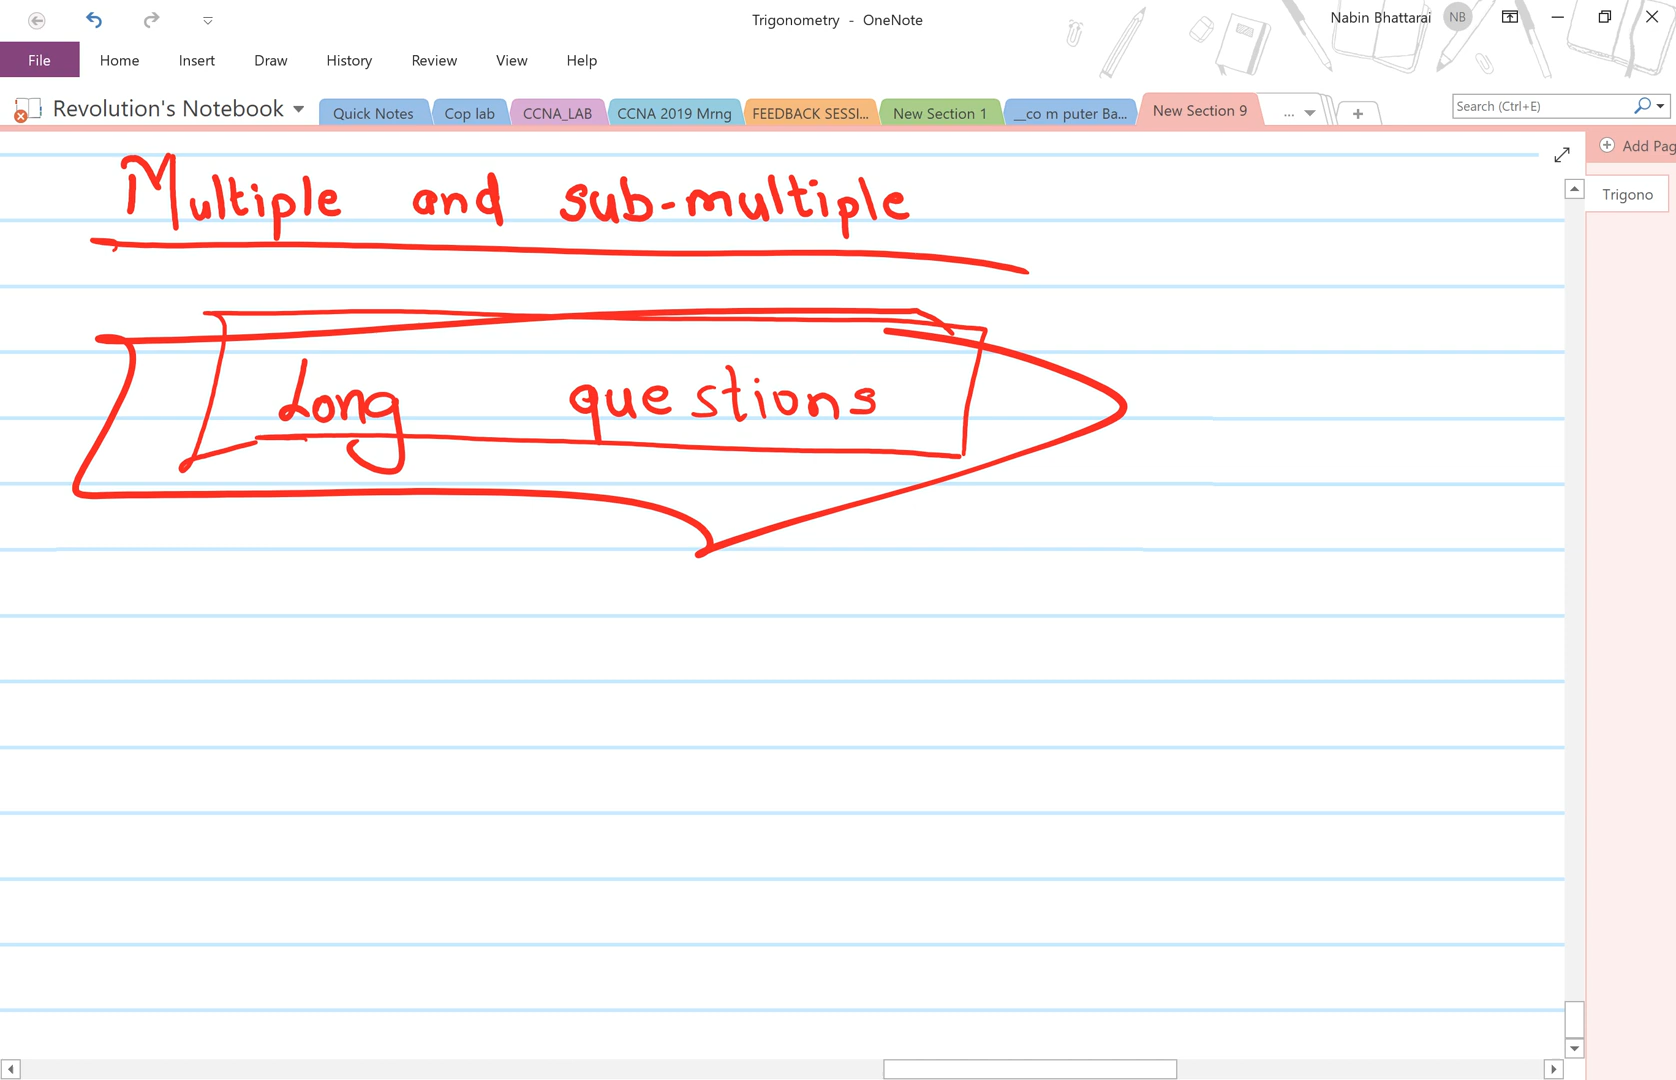 Trigonometry - OneNote
Nabin Bhattarai NB
File Home Insert Draw History Review View Help
Revolution's Notebook Quick Notes Cop lab CCNA_LAB CCNA 2019 Mrng FEEDBACK SESSI... New Section 1 __co m puter Ba... New Section 9 ... Search (Ctrl+E)
Add Pag
Trigono
Multiple and sub-multiple
Long questions